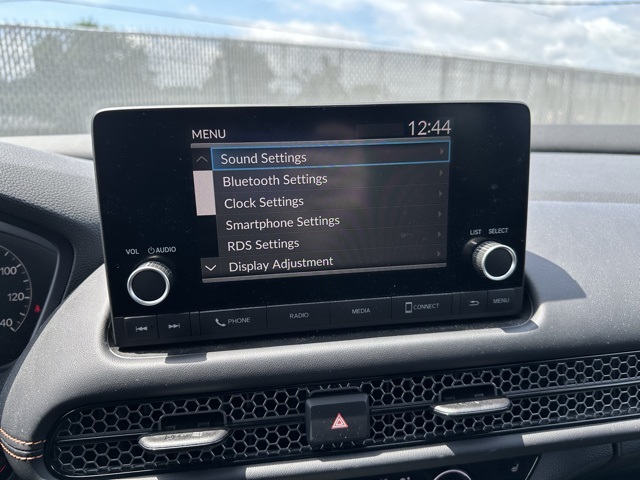 MENU 12:44
Sound Settings
Bluetooth Settings
Clock Settings
Smartphone Settings
RDS Settings
Display Adjustment
VOL AUDIO
LIST SELECT
PHONE RADIO MEDIA CONNECT MENU
100
120
40